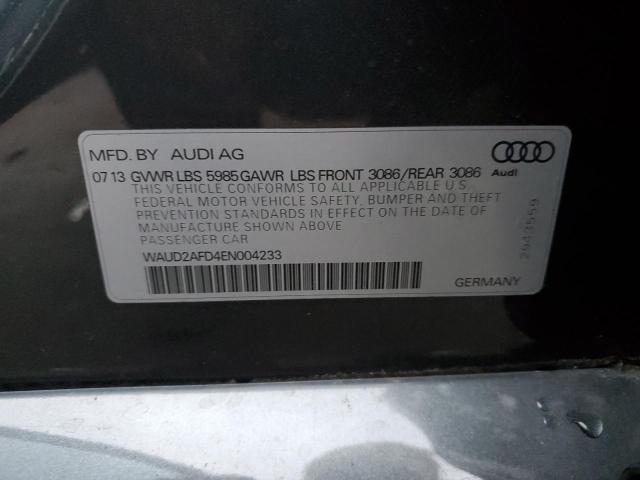 MFD. BY AUDI AG
07 13 GVWR LBS 5985 GAWR LBS FRONT 3086/REAR 3086
Audi
THIS VEHICLE CONFORMS TO ALL APPLICABLE U.S.
FEDERAL MOTOR VEHICLE SAFETY, BUMPER AND THEFT
PREVENTION STANDARDS IN EFFECT ON THE DATE OF
MANUFACTURE SHOWN ABOVE
PASSENGER CAR
WAUD2AFD4EN004233
2943559
GERMANY